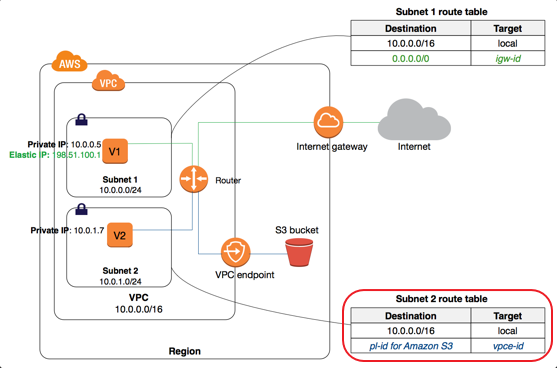 Subnet 1 route table
Destination Target
10.0.0.0/16 local
0.0.0.0/0 igw-id
AWS
VPC
Private IP: 10.0.0.5
Elastic IP: 198.51.100.1
V1
Subnet 1
10.0.0.0/24
Router
Internet gateway
Internet
Private IP: 10.0.1.7
V2
Subnet 2
10.0.1.0/24
S3 bucket
VPC endpoint
VPC
10.0.0.0/16
Region
Subnet 2 route table
Destination Target
10.0.0.0/16 local
pl-id for Amazon S3 vpce-id